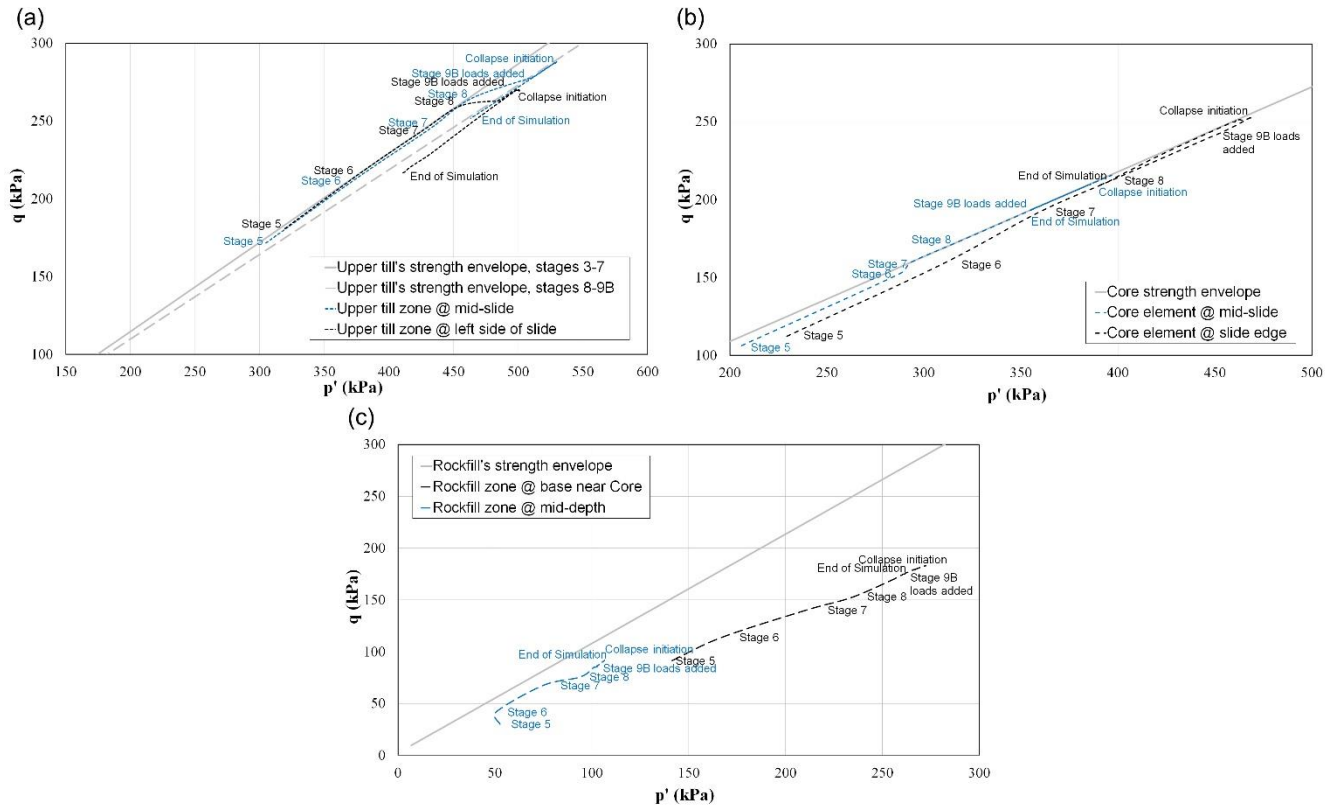 (a)
300
250
200
150
100
q (kPa)
150 200 250 300 350 400 450 500 550 600
p' (kPa)
Collapse initiation
Stage 9B loads added
Stage 9B loads added
Stage 8
Stage 8
Collapse initiation
Stage 7
Stage 7
End of Simulation
Stage 6
Stage 6
End of Simulation
Stage 5
Stage 5
Upper till's strength envelope, stages 3-7
Upper till's strength envelope, stages 8-9B
Upper till zone @ mid-slide
Upper till zone @ left side of slide
(b)
300
250
200
150
100
q (kPa)
200 250 300 350 400 450 500
p' (kPa)
Collapse initiation
Stage 9B loads
added
End of Simulation
Stage 8
Collapse initiation
Stage 9B loads added
Stage 7
End of Simulation
Stage 8
Stage 7
Stage 6
Stage 6
Stage 5
Stage 5
Core strength envelope
Core element @ mid-slide
Core element @ slide edge
(c)
300
250
200
150
100
50
0
q (kPa)
0 50 100 150 200 250 300
p' (kPa)
Rockfill's strength envelope
Rockfill zone @ base near Core
Rockfill zone @ mid-depth
Collapse initiation
End of Simulation
Stage 9B
loads added
Stage 8
Stage 7
Stage 6
Stage 5
Collapse initiation
End of Simulation
Stage 9B loads added
Stage 8
Stage 7
Stage 6
Stage 5